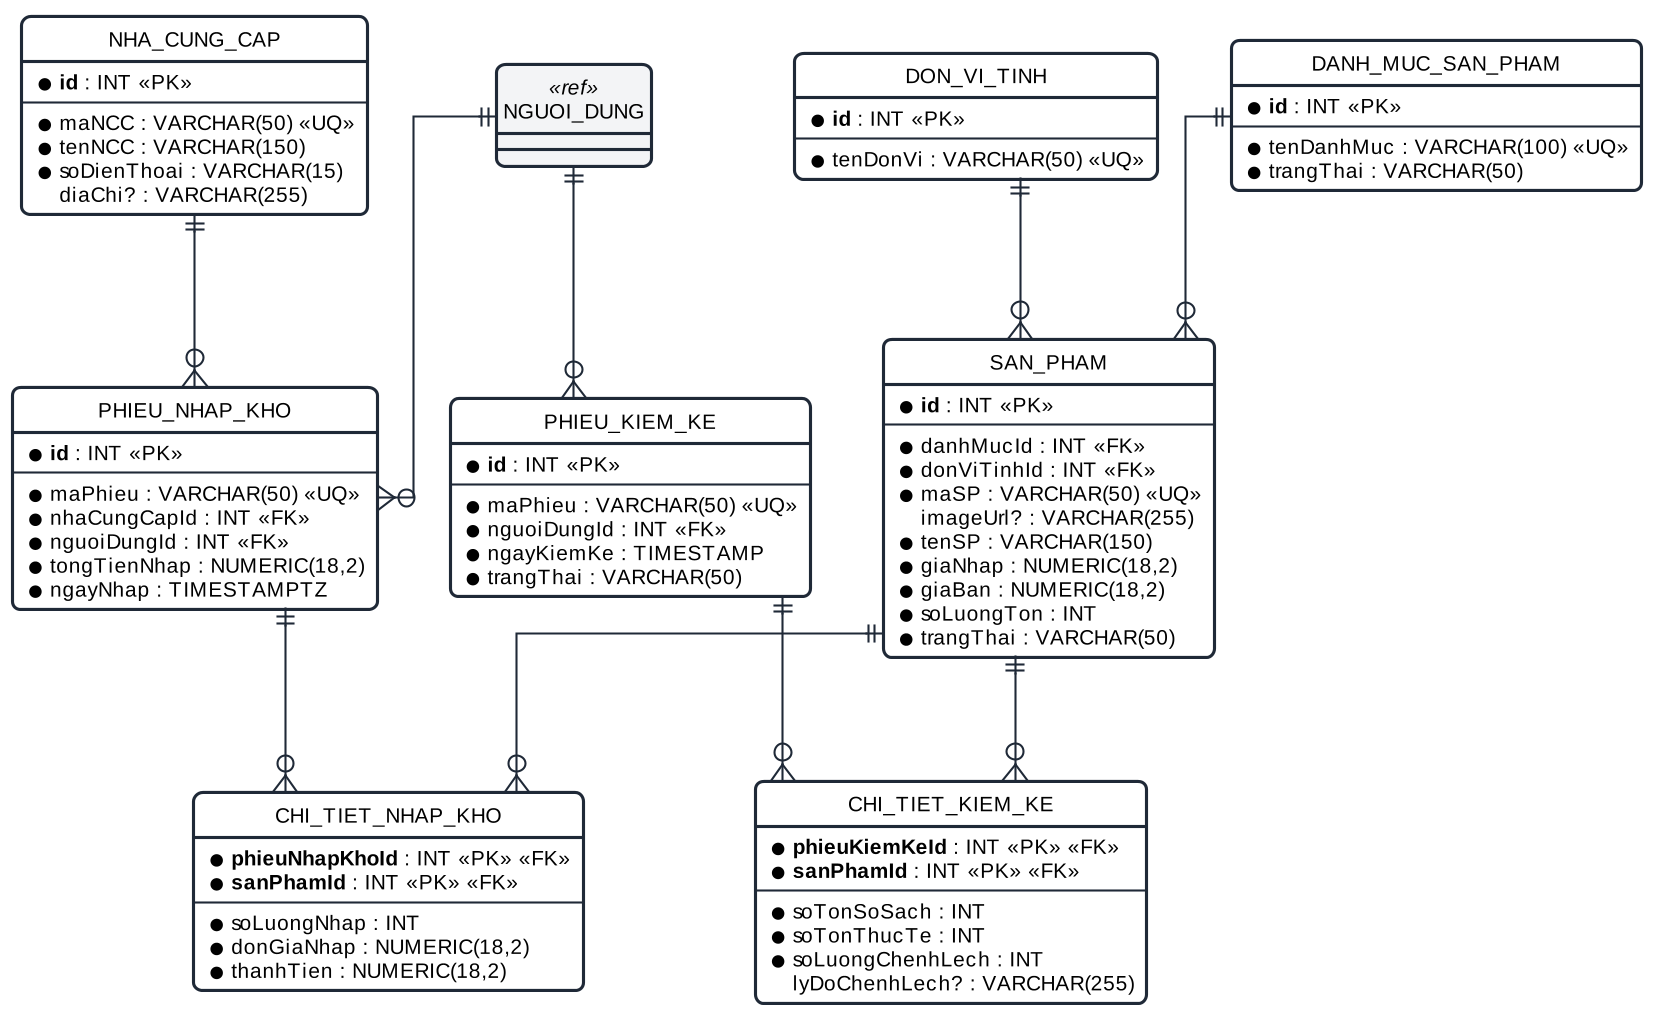 NHA_CUNG_CAP
● id : INT «PK»
● maNCC : VARCHAR(50) «UQ»
● tenNCC : VARCHAR(150)
● soDienThoai : VARCHAR(15)
diaChi? : VARCHAR(255)
«ref»
NGUOI_DUNG
DON_VI_TINH
● id : INT «PK»
● tenDonVi : VARCHAR(50) «UQ»
DANH_MUC_SAN_PHAM
● id : INT «PK»
● tenDanhMuc : VARCHAR(100) «UQ»
● trangThai : VARCHAR(50)
PHIEU_NHAP_KHO
● id : INT «PK»
● maPhieu : VARCHAR(50) «UQ»
● nhaCungCapId : INT «FK»
● nguoiDungId : INT «FK»
● tongTienNhap : NUMERIC(18,2)
● ngayNhap : TIMESTAMPTZ
PHIEU_KIEM_KE
● id : INT «PK»
● maPhieu : VARCHAR(50) «UQ»
● nguoiDungId : INT «FK»
● ngayKiemKe : TIMESTAMP
● trangThai : VARCHAR(50)
SAN_PHAM
● id : INT «PK»
● danhMucId : INT «FK»
● donViTinhId : INT «FK»
● maSP : VARCHAR(50) «UQ»
imageUrl? : VARCHAR(255)
● tenSP : VARCHAR(150)
● giaNhap : NUMERIC(18,2)
● giaBan : NUMERIC(18,2)
● soLuongTon : INT
● trangThai : VARCHAR(50)
CHI_TIET_NHAP_KHO
● phieuNhapKhoId : INT «PK» «FK»
● sanPhamId : INT «PK» «FK»
● soLuongNhap : INT
● donGiaNhap : NUMERIC(18,2)
● thanhTien : NUMERIC(18,2)
CHI_TIET_KIEM_KE
● phieuKiemKeId : INT «PK» «FK»
● sanPhamId : INT «PK» «FK»
● soTonSoSach : INT
● soTonThucTe : INT
● soLuongChenhLech : INT
lyDoChenhLech? : VARCHAR(255)